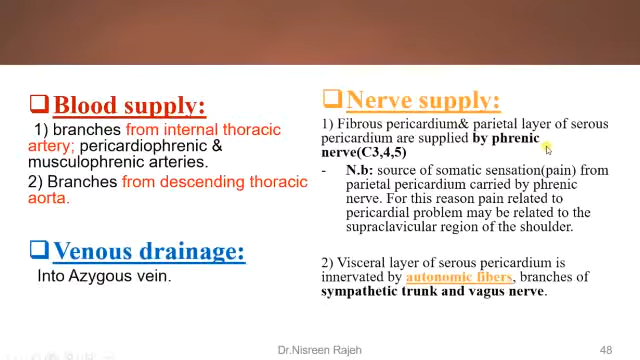 ❑Blood supply:
1) branches from internal thoracic
artery; pericardiophrenic &
musculophrenic arteries.
2) Branches from descending thoracic
aorta.
❑Venous drainage:
Into Azygous vein.
❑Nerve supply:
1) Fibrous pericardium& parietal layer of serous
pericardium are supplied by phrenic
nerve(C3,4,5)
- N.b: source of somatic sensation(pain) from
parietal pericardium carried by phrenic
nerve. For this reason pain related to
pericardial problem may be related to the
supraclavicular region of the shoulder.
2) Visceral layer of serous pericardium is
innervated by autonomic fibers, branches of
sympathetic trunk and vagus nerve.
Dr.Nisreen Rajeh
48